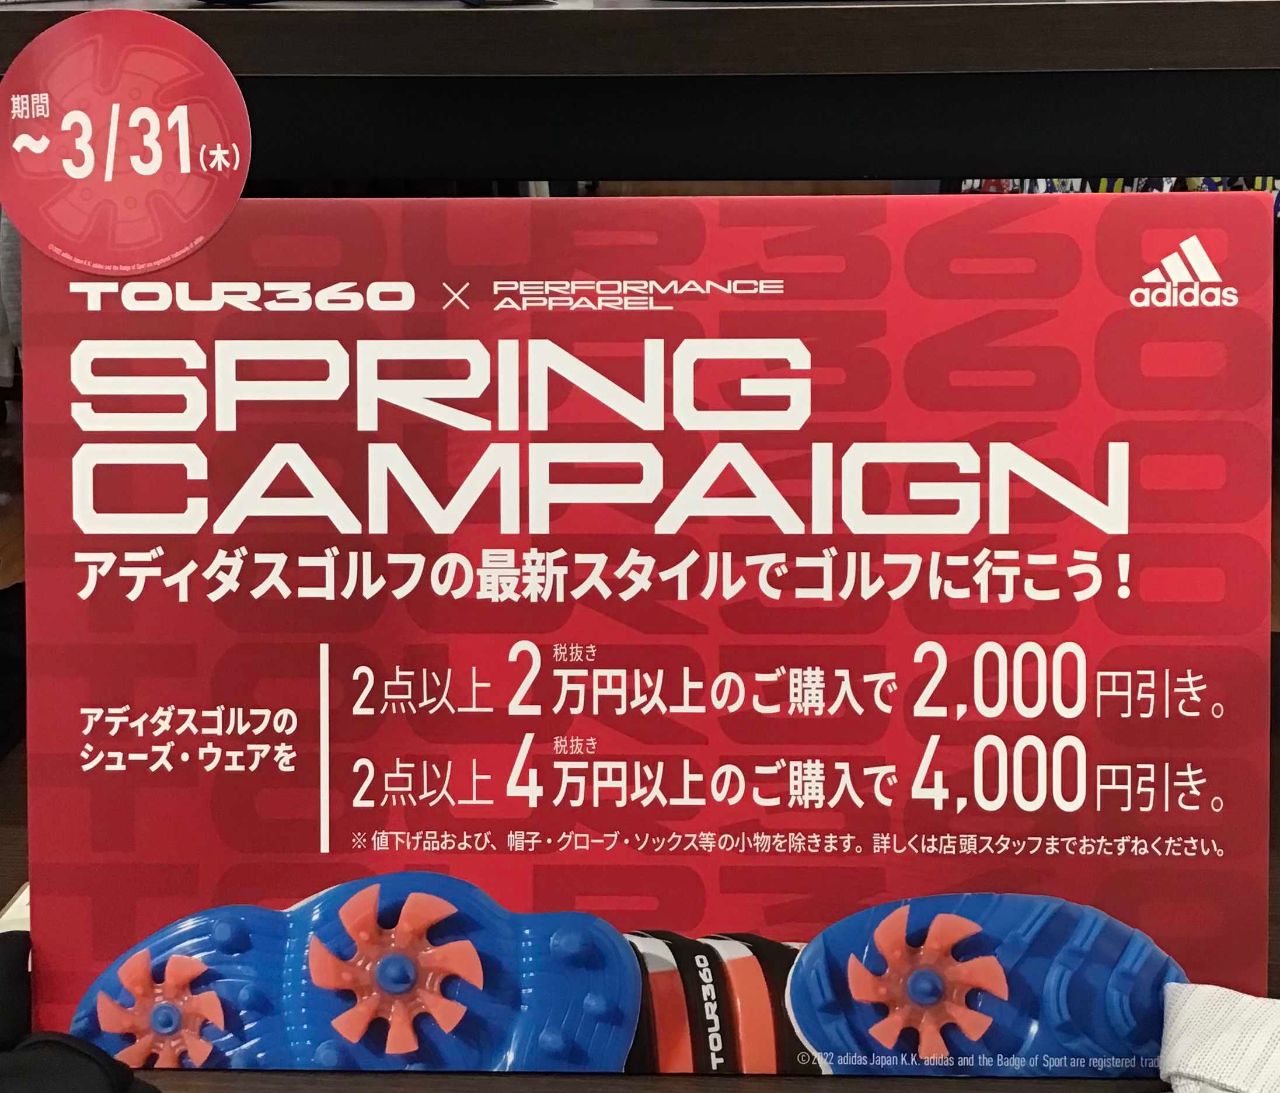 期間
~3/31(木)
TOUR360 × PERFORMANCE
APPAREL
adidas
SPRING
CAMPAIGN
アディダスゴルフの最新スタイルでゴルフに行こう！
アディダスゴルフの
シューズ・ウェアを
税抜き
2点以上 2万円以上のご購入で 2,000円引き。
税抜き
2点以上 4万円以上のご購入で 4,000円引き。
※ 値下げ品および、帽子・グローブ・ソックス等の小物を除きます。詳しくは店頭スタッフまでおたずねください。
TOUR360
© 2022 adidas Japan K.K. adidas and the Badge of Sport are registered